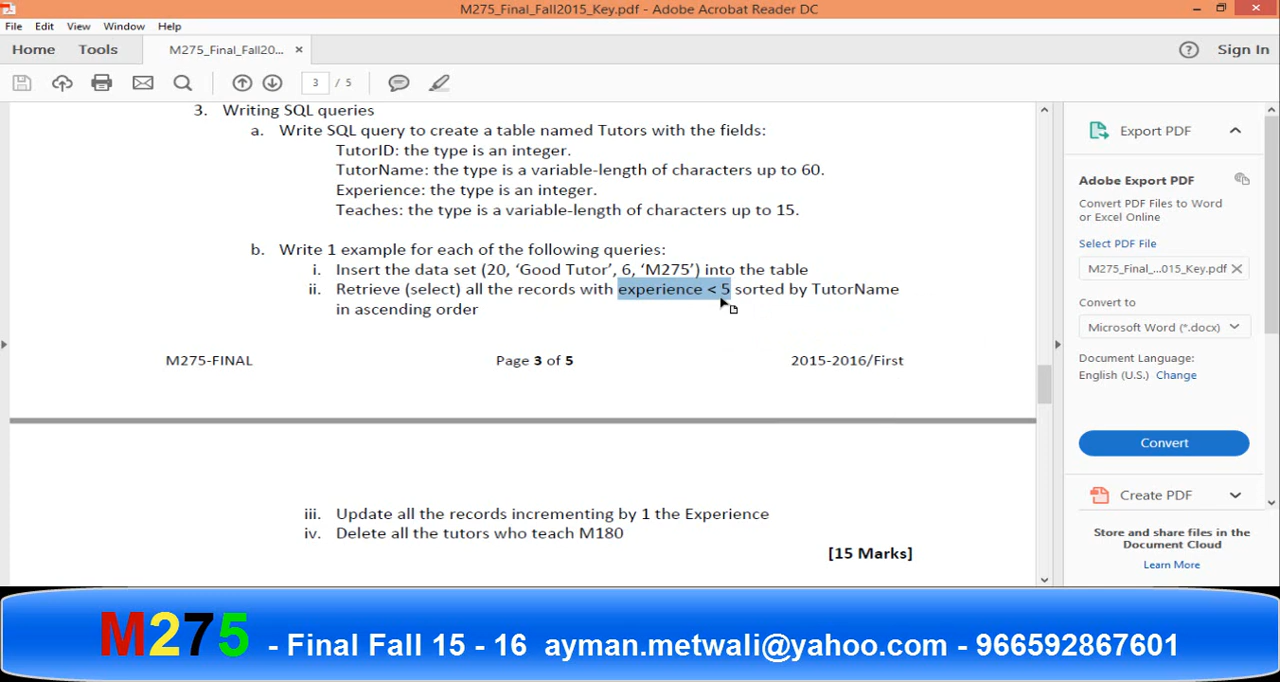 M275_Final_Fall2015_Key.pdf - Adobe Acrobat Reader DC
File Edit View Window Help
Home Tools M275_Final_Fall20... × Sign In
3 / 5
3. Writing SQL queries
a. Write SQL query to create a table named Tutors with the fields:
TutorID: the type is an integer.
TutorName: the type is a variable-length of characters up to 60.
Experience: the type is an integer.
Teaches: the type is a variable-length of characters up to 15.
b. Write 1 example for each of the following queries:
i. Insert the data set (20, ‘Good Tutor’, 6, ‘M275’) into the table
ii. Retrieve (select) all the records with experience < 5 sorted by TutorName
in ascending order
M275-FINAL Page 3 of 5 2015-2016/First
iii. Update all the records incrementing by 1 the Experience
iv. Delete all the tutors who teach M180
[15 Marks]
Export PDF
Adobe Export PDF
Convert PDF Files to Word
or Excel Online
Select PDF File
M275_Final_...015_Key.pdf ×
Convert to
Microsoft Word (*.docx)
Document Language:
English (U.S.) Change
Convert
Create PDF
Store and share files in the
Document Cloud
Learn More
M275 - Final Fall 15 - 16 ayman.metwali@yahoo.com - 966592867601